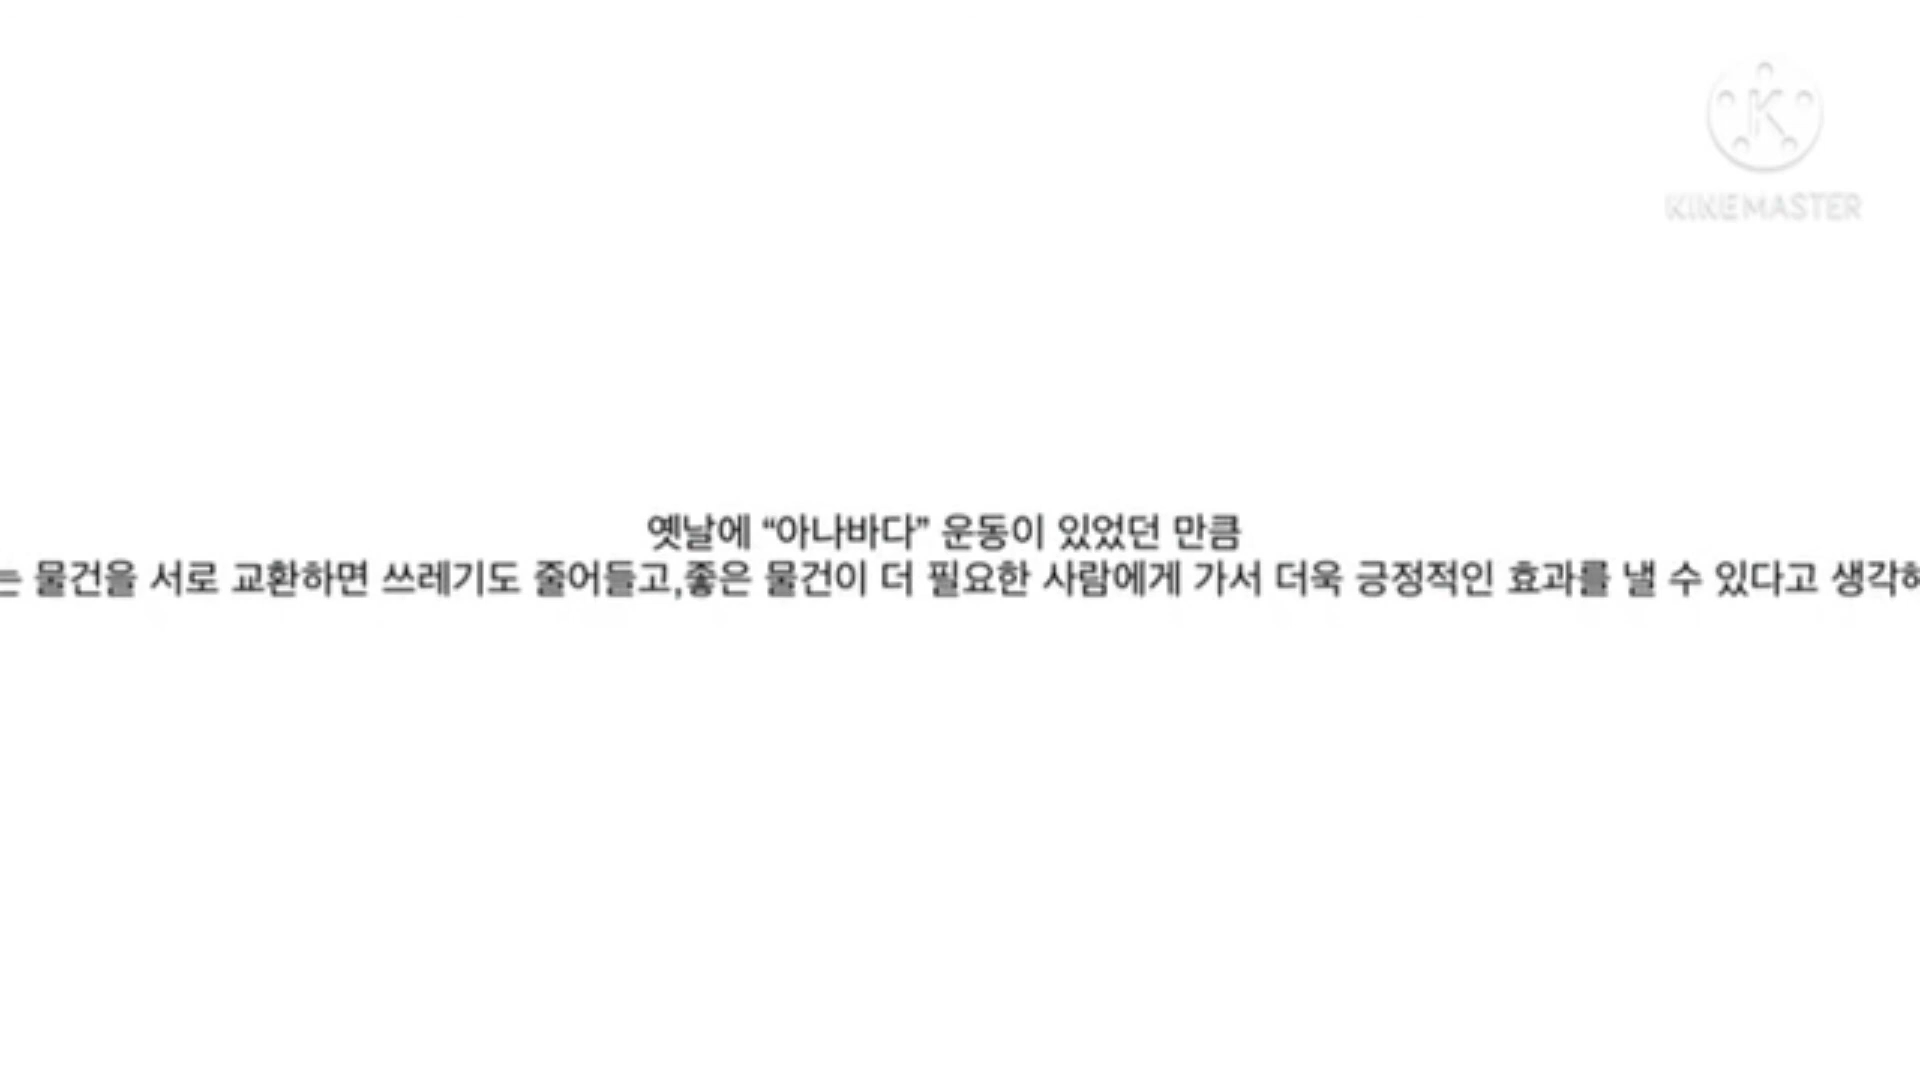 KINEMASTER
옛날에 “아나바다” 운동이 있었던 만큼
물건을 서로 교환하면 쓰레기도 줄어들고,좋은 물건이 더 필요한 사람에게 가서 더욱 긍정적인 효과를 낼 수 있다고